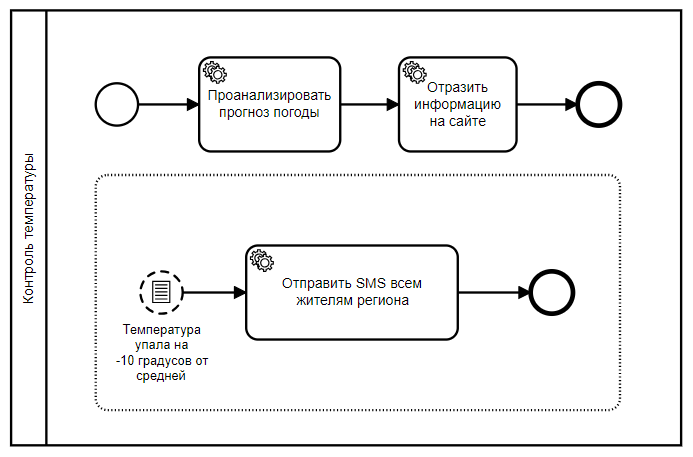 Контроль температуры
Проанализировать
прогноз погоды
Отразить
информацию
на сайте
Отправить SMS всем
жителям региона
Температура
упала на
-10 градусов от
средней